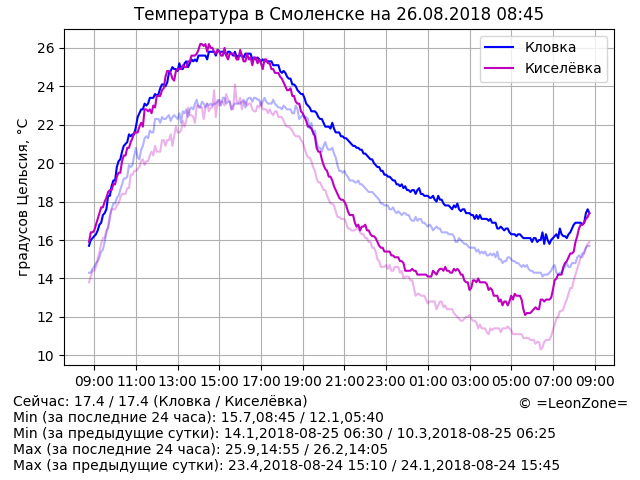 Температура в Смоленске на 26.08.2018 08:45
Кловка
Киселёвка
градусов Цельсия, °C
26
24
22
20
18
16
14
12
10
09:00 11:00 13:00 15:00 17:00 19:00 21:00 23:00 01:00 03:00 05:00 07:00 09:00
Сейчас: 17.4 / 17.4 (Кловка / Киселёвка)
© =LeonZone=
Min (за последние 24 часа): 15.7,08:45 / 12.1,05:40
Min (за предыдущие сутки): 14.1,2018-08-25 06:30 / 10.3,2018-08-25 06:25
Max (за последние 24 часа): 25.9,14:55 / 26.2,14:05
Max (за предыдущие сутки): 23.4,2018-08-24 15:10 / 24.1,2018-08-24 15:45